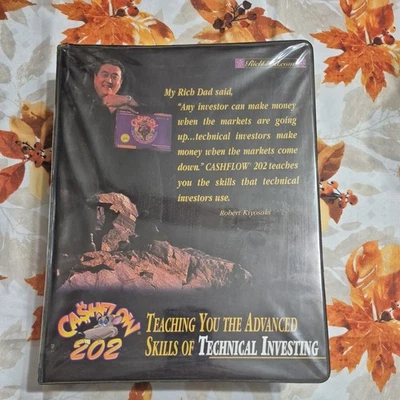 My Rich Dad said,
"Any investor can make money
when the markets are going
up...technical investors make
money when the markets come
down." CASHFLOW® 202 teaches
you the skills that technical
investors use.
Robert Kiyosaki
CASHFLOW
202
TEACHING YOU THE ADVANCED
SKILLS OF TECHNICAL INVESTING